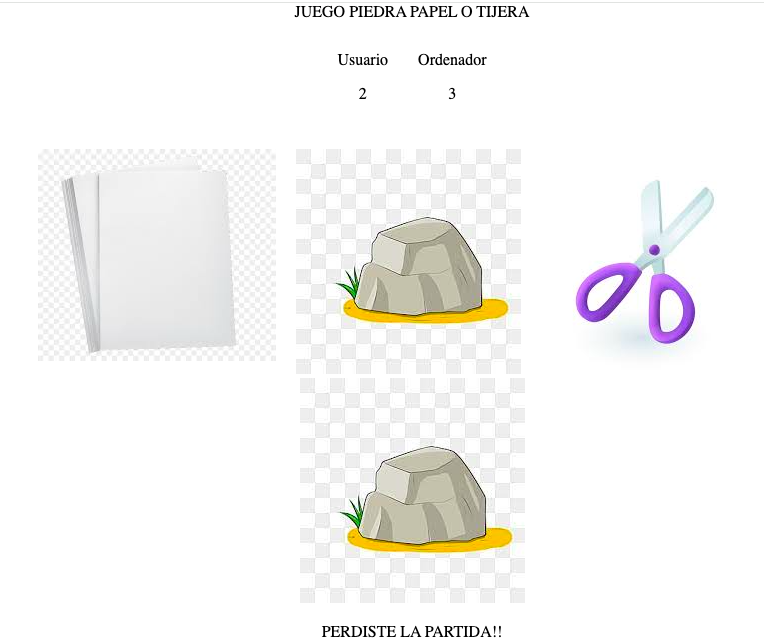 JUEGO PIEDRA PAPEL O TIJERA
Usuario Ordenador
2 3
PERDISTE LA PARTIDA!!